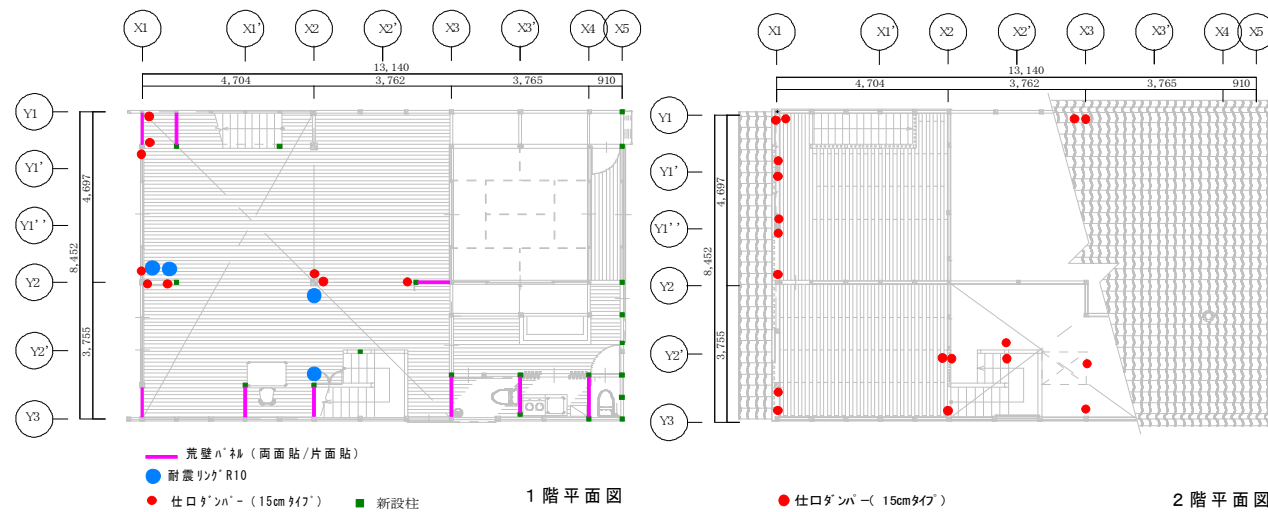 X1 X1' X2 X2' X3 X3' X4 X5
13,140
4,704 3,762 3,765 910
Y1
Y1'
Y1''
Y2
Y2'
Y3
4,697
8,452
3,755
荒壁パネル (両面貼/片面貼)
耐震リングR10
仕口ダンパー (15cmタイプ) 新設柱
1階平面図
X1 X1' X2 X2' X3 X3' X4 X5
13,140
4,704 3,762 3,765 910
Y1
Y1'
Y1''
Y2
Y2'
Y3
4,697
8,452
3,755
仕口ダンパー( 15cmタイプ)
2階平面図